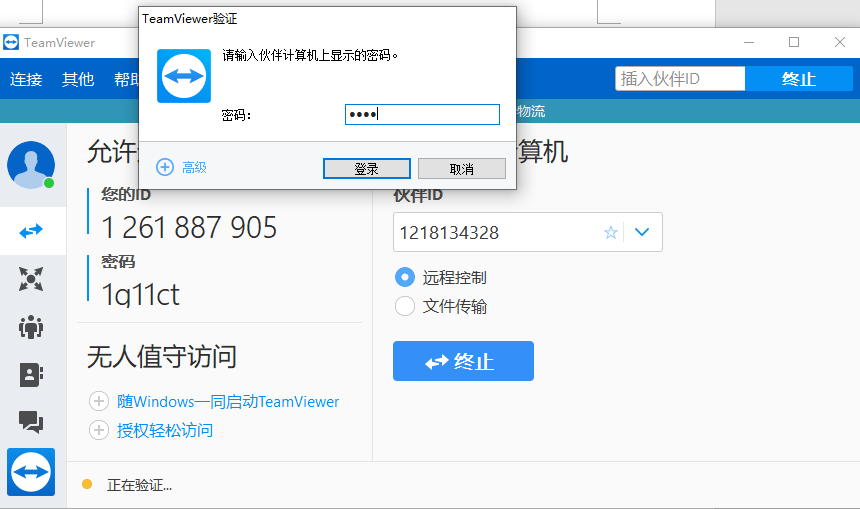 TeamViewer验证
TeamViewer
请输入伙伴计算机上显示的密码。
连接 其他
插入伙伴ID
终止
密码：
物流
高级
登录
取消
允许
算机
您的ID
1 261 887 905
密码
1q11ct
伙伴ID
1218134328
远程控制
文件传输
终止
无人值守访问
随Windows一同启动TeamViewer
授权轻松访问
正在验证...